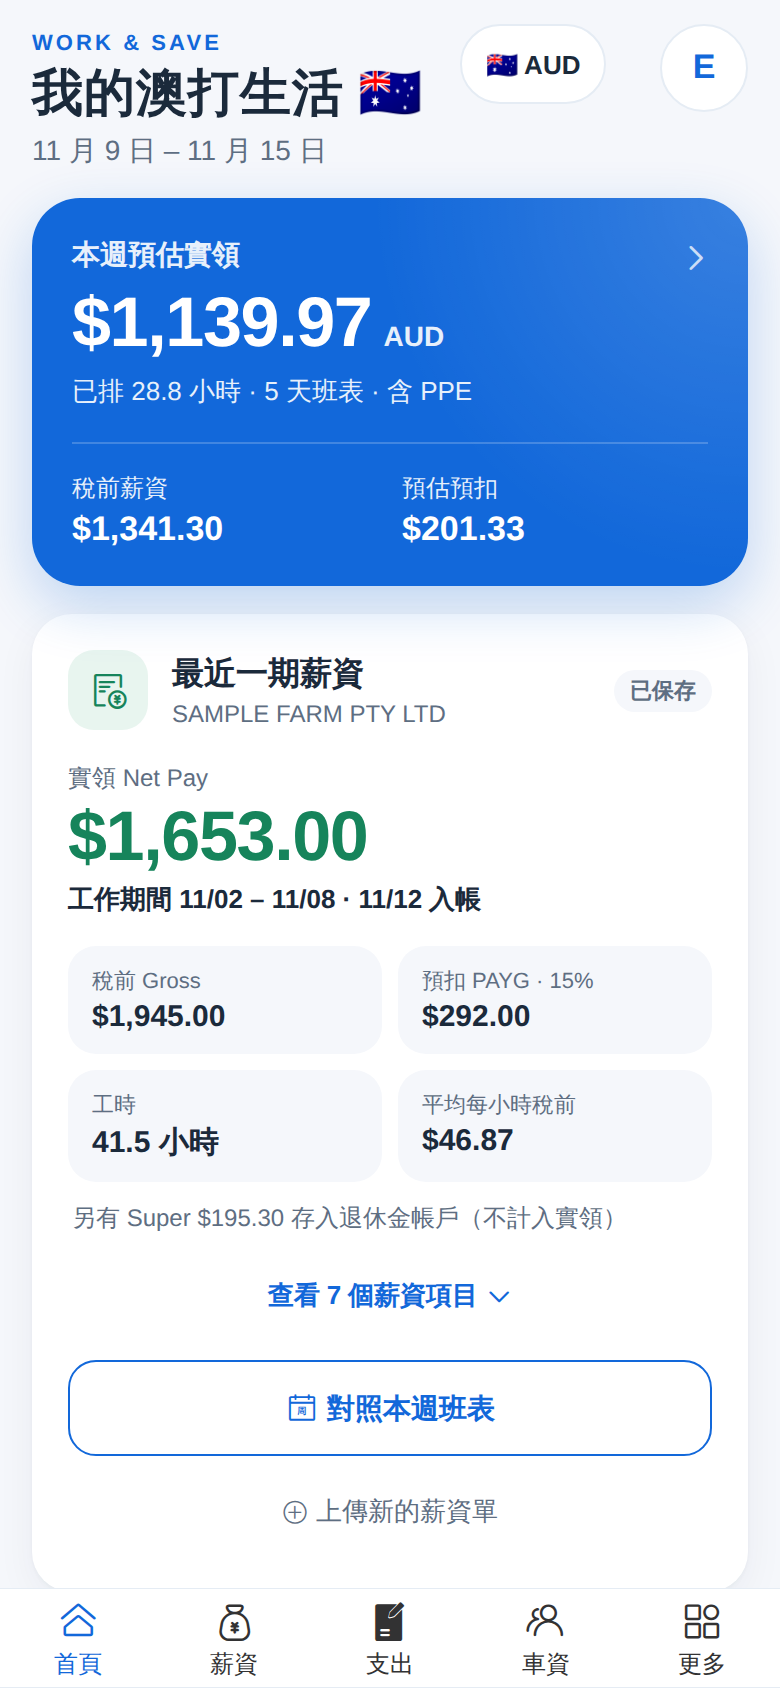 WORK & SAVE
我的澳打生活 🇦🇺
11 月 9 日 – 11 月 15 日
🇦🇺 AUD
E
本週預估實領
$1,139.97 AUD
已排 28.8 小時 · 5 天班表 · 含 PPE
稅前薪資
$1,341.30
預估預扣
$201.33
最近一期薪資
SAMPLE FARM PTY LTD
已保存
實領 Net Pay
$1,653.00
工作期間 11/02 – 11/08 · 11/12 入帳
稅前 Gross
$1,945.00
預扣 PAYG · 15%
$292.00
工時
41.5 小時
平均每小時稅前
$46.87
另有 Super $195.30 存入退休金帳戶（不計入實領）
查看 7 個薪資項目
周 對照本週班表
上傳新的薪資單
首頁
薪資
支出
車資
更多